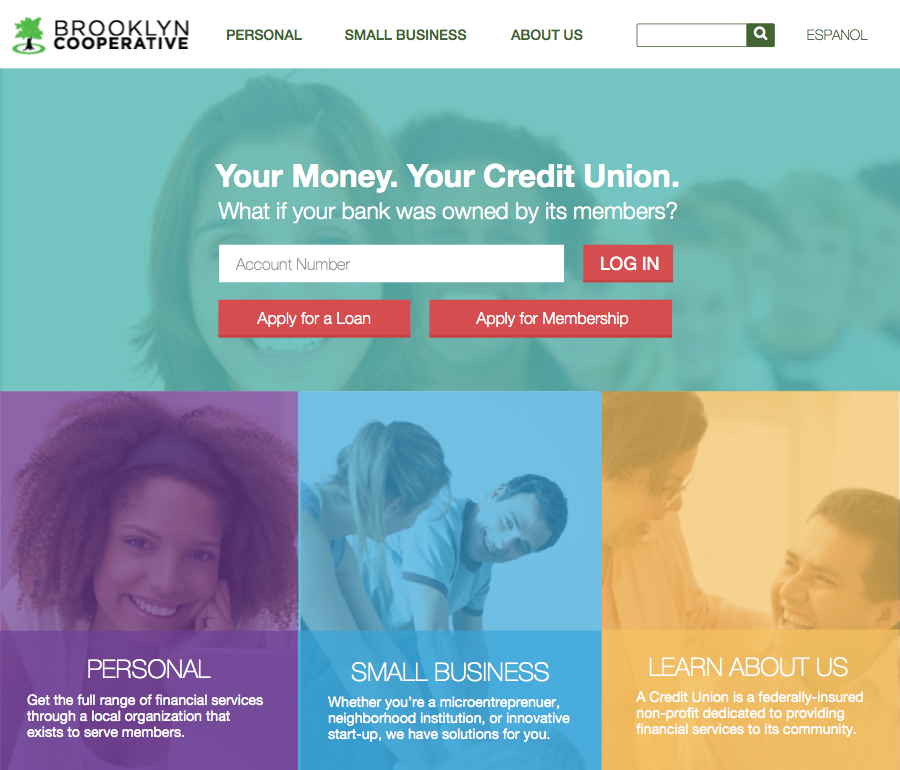 BROOKLYN
COOPERATIVE
PERSONAL
SMALL BUSINESS
ABOUT US
ESPANOL
Your Money. Your Credit Union.
What if your bank was owned by its members?
Account Number
LOG IN
Apply for a Loan
Apply for Membership
PERSONAL
Get the full range of financial services
through a local organization that
exists to serve members.
SMALL BUSINESS
Whether you're a microentreprenuer,
neighborhood institution, or innovative
start-up, we have solutions for you.
LEARN ABOUT US
A Credit Union is a federally-insured
non-profit dedicated to providing
financial services to its community.